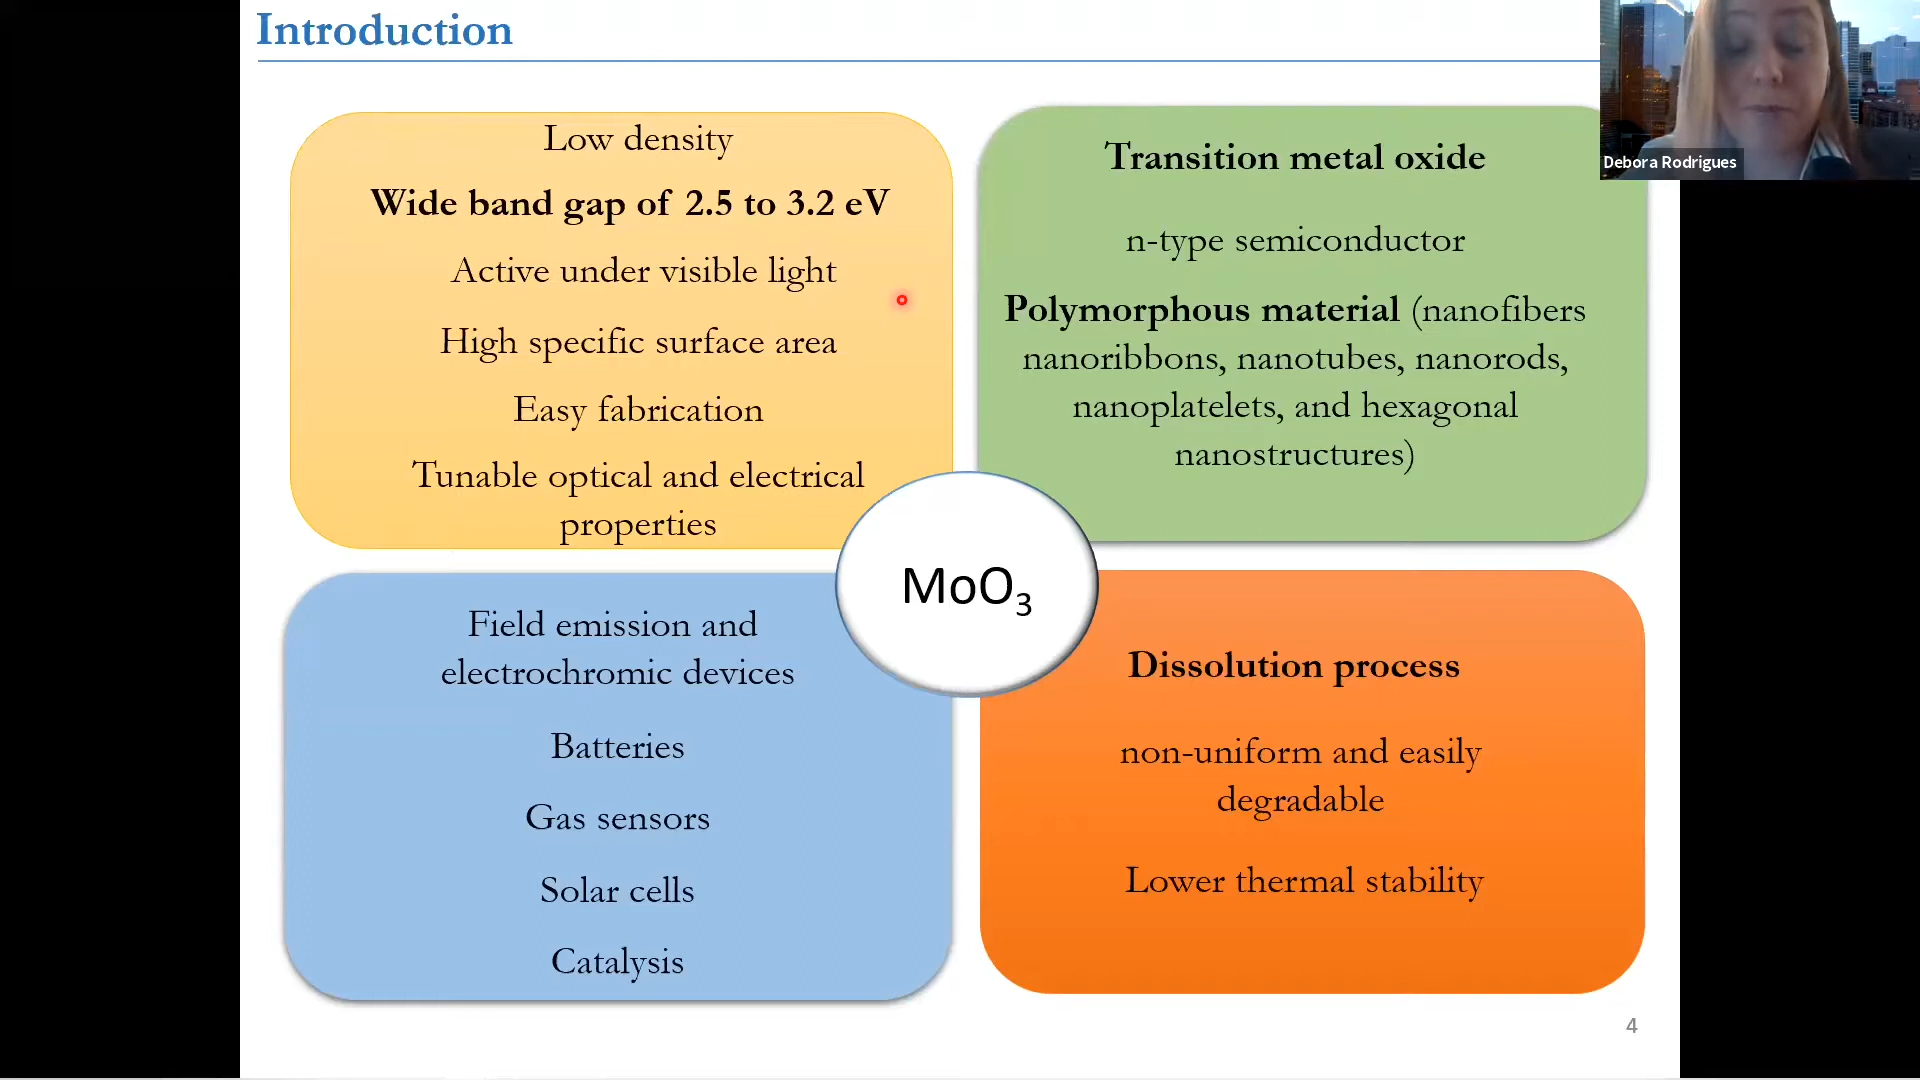 Introduction
Low density
Wide band gap of 2.5 to 3.2 eV
Active under visible light
High specific surface area
Easy fabrication
Tunable optical and electrical
properties
Transition metal oxide
n-type semiconductor
Polymorphous material (nanofibers
nanoribbons, nanotubes, nanorods,
nanoplatelets, and hexagonal
nanostructures)
Debora Rodrigues
MoO₃
Field emission and
electrochromic devices
Batteries
Gas sensors
Solar cells
Catalysis
Dissolution process
non-uniform and easily
degradable
Lower thermal stability
4